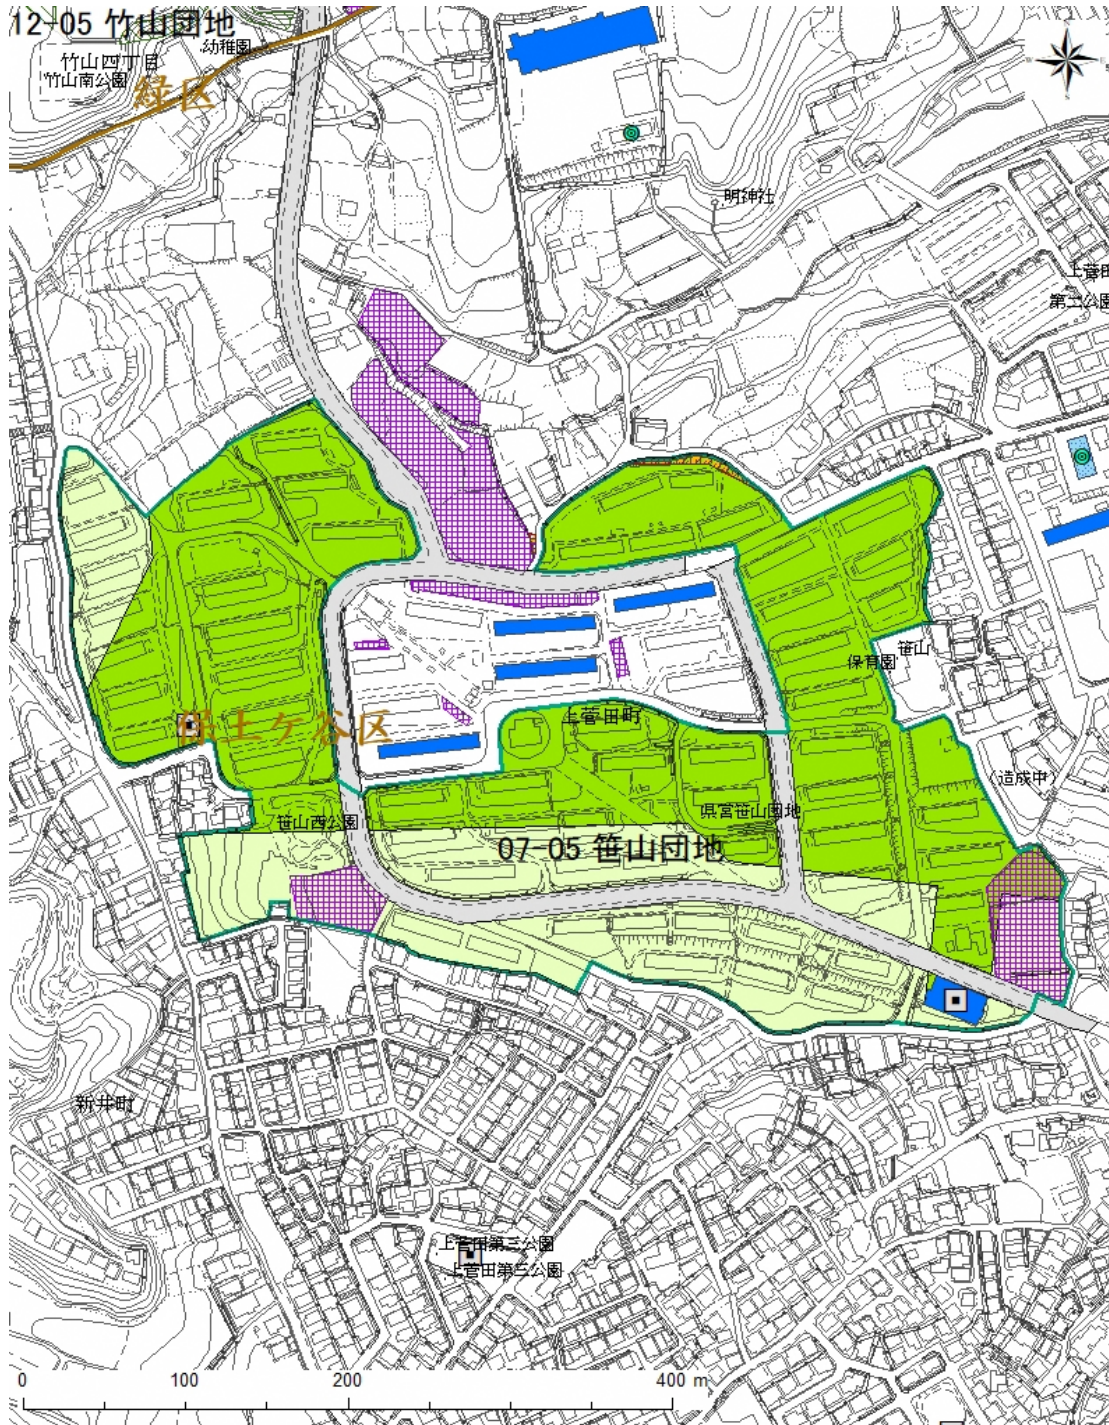 12-05 竹山団地
幼稚園
竹山四丁目
竹山南公園
緑区
明神社
上菅田
第二公園
笹山
保育園
上菅田町
保土ケ谷区
(造成中)
県営笹山団地
笹山西公園
07-05 笹山団地
新井町
上菅田第三公園
上菅田第三公園
0 100 200 400 m